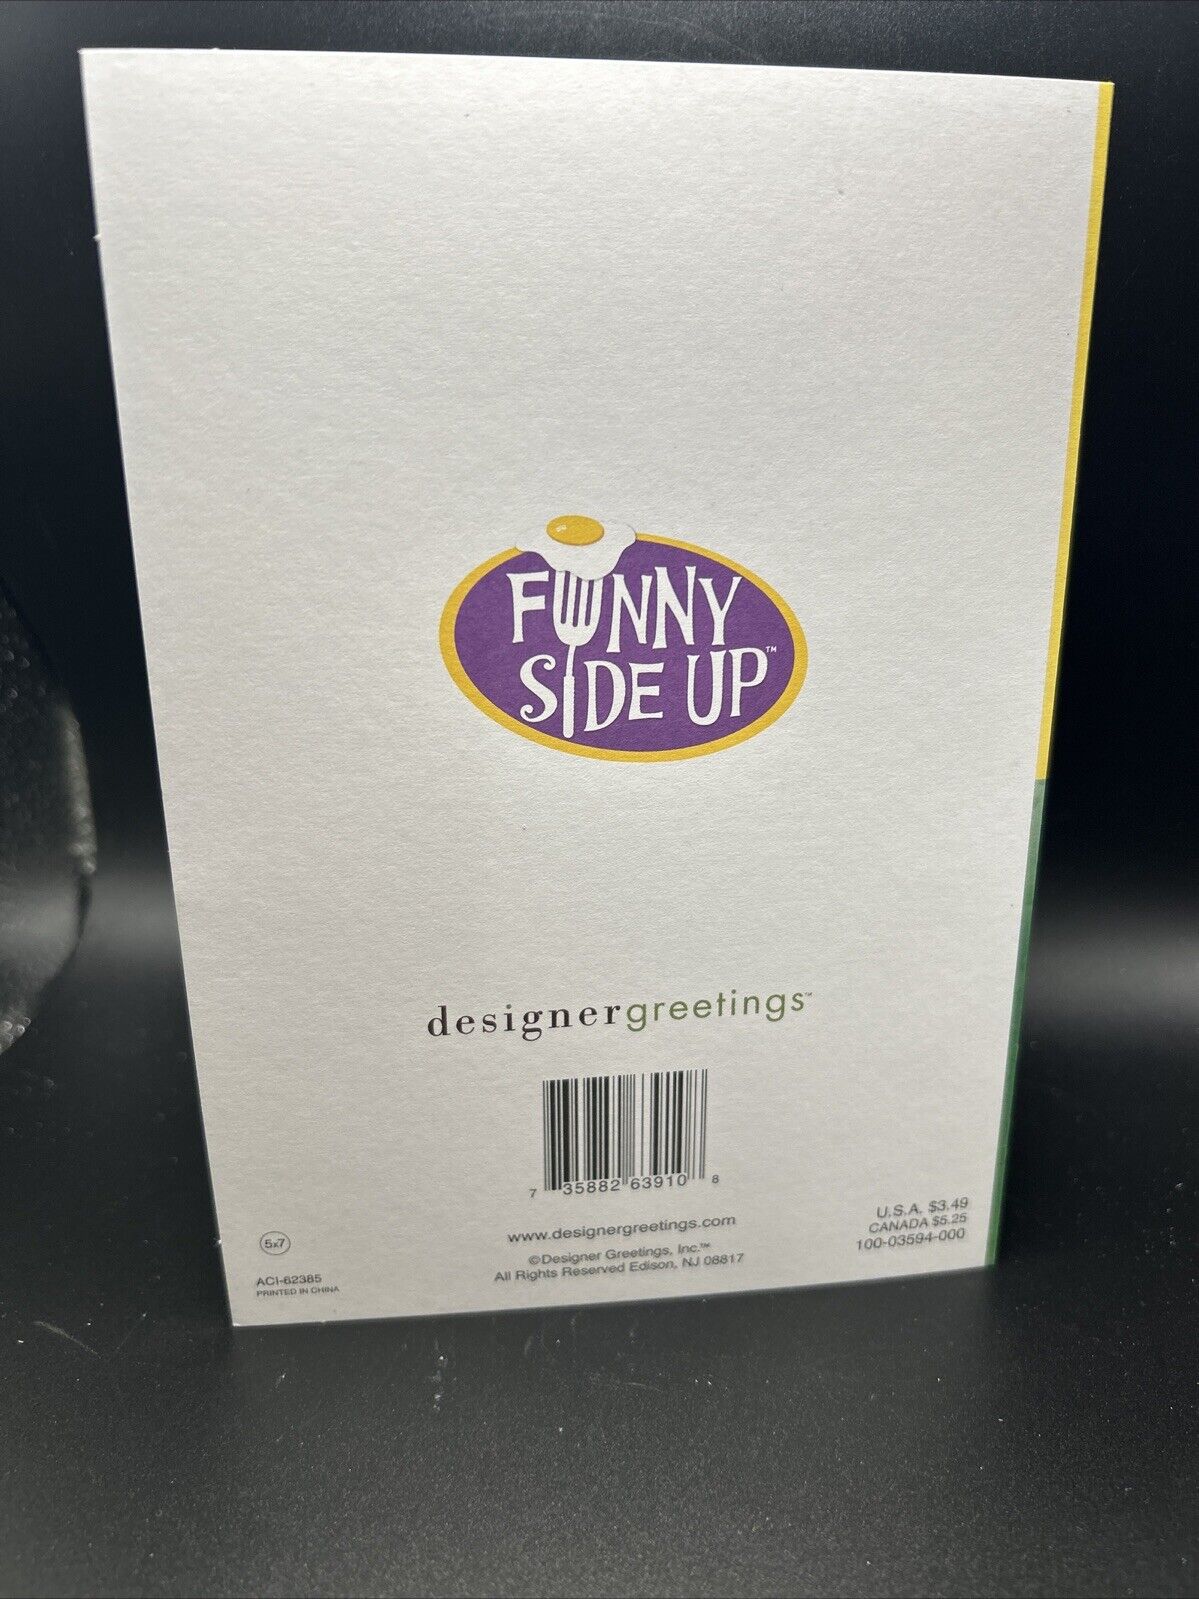 FUNNY
SIDE UP™
designergreetings™
7 35882 63910 8
www.designergreetings.com
©Designer Greetings, Inc.™
All Rights Reserved Edison, NJ 08817
U.S.A. $3.49
CANADA $5.25
100-03594-000
5x7
ACI-62385
PRINTED IN CHINA